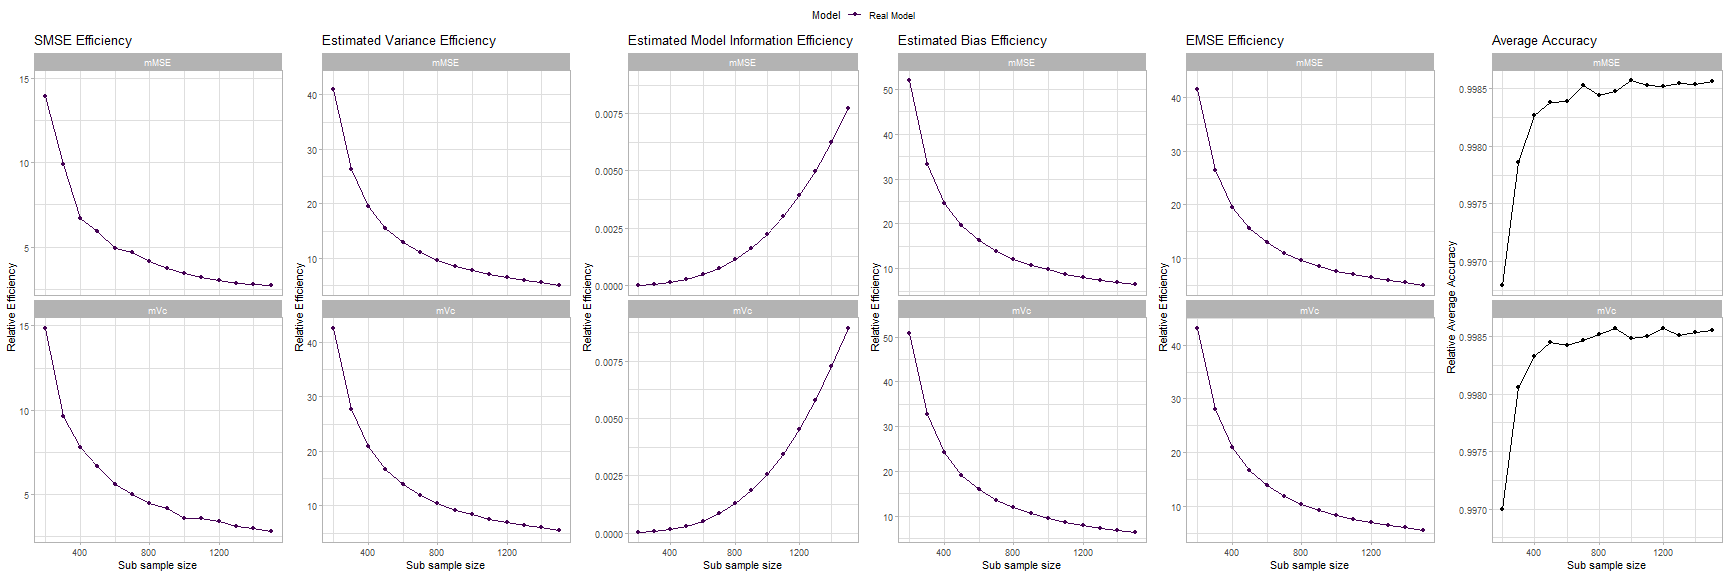 Model Real Model
SMSE Efficiency
mMSE
15
10
5
mVc
15
10
5
400 800 1200
Sub sample size
Relative Efficiency
Estimated Variance Efficiency
mMSE
40
30
20
10
mVc
40
30
20
10
400 800 1200
Sub sample size
Relative Efficiency
Estimated Model Information Efficiency
mMSE
0.0075
0.0050
0.0025
0.0000
mVc
0.0075
0.0050
0.0025
0.0000
400 800 1200
Sub sample size
Relative Efficiency
Estimated Bias Efficiency
mMSE
50
40
30
20
10
mVc
50
40
30
20
10
400 800 1200
Sub sample size
Relative Efficiency
EMSE Efficiency
mMSE
40
30
20
10
mVc
40
30
20
10
400 800 1200
Sub sample size
Relative Efficiency
Average Accuracy
mMSE
0.9985
0.9980
0.9975
0.9970
mVc
0.9985
0.9980
0.9975
0.9970
400 800 1200
Sub sample size
Relative Average Accuracy